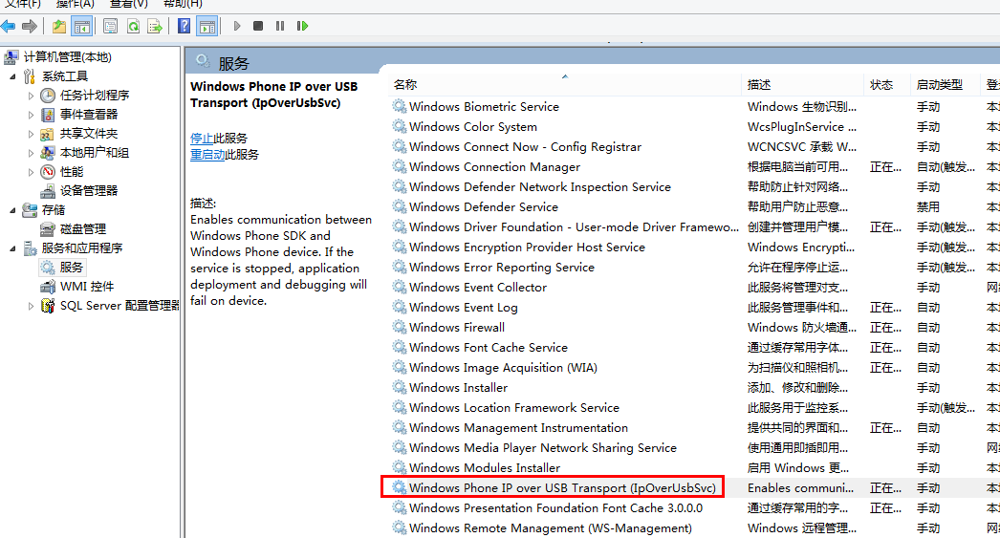 文件(F) 操作(A) 查看(V) 帮助(H)
计算机管理(本地)
系统工具
任务计划程序
事件查看器
共享文件夹
本地用户和组
性能
设备管理器
存储
磁盘管理
服务和应用程序
服务
WMI 控件
SQL Server 配置管理器
服务
Windows Phone IP over USB
Transport (IpOverUsbSvc)
停止此服务
重启动此服务
描述:
Enables communication between
Windows Phone SDK and
Windows Phone device. If the
service is stopped, application
deployment and debugging will
fail on device.
名称 描述 状态 启动类型 登
Windows Biometric Service Windows 生物识别... 手动 本
Windows Color System WcsPlugInService ... 手动 本
Windows Connect Now - Config Registrar WCNCSVC 承载 W... 手动 本
Windows Connection Manager 根据电脑当前可用... 正在... 自动(触发... 本
Windows Defender Network Inspection Service 帮助防止针对网络... 手动 本
Windows Defender Service 帮助用户防止恶意... 禁用 本
Windows Driver Foundation - User-mode Driver Framewo... 创建并管理用户模... 正在... 手动(触发... 本
Windows Encryption Provider Host Service Windows Encrypti... 手动(触发... 本
Windows Error Reporting Service 允许在程序停止运... 手动(触发... 本
Windows Event Collector 此服务将管理对支... 手动 网
Windows Event Log 此服务管理事件和... 正在... 自动 本
Windows Firewall Windows 防火墙通... 正在... 自动 本
Windows Font Cache Service 通过缓存常用字体... 正在... 自动 本
Windows Image Acquisition (WIA) 为扫描仪和照相机... 正在... 自动 本
Windows Installer 添加、修改和删除... 手动 本
Windows Location Framework Service 此服务用于监控系... 手动(触发... 本
Windows Management Instrumentation 提供共同的界面和... 正在... 自动 本
Windows Media Player Network Sharing Service 使用通用即插即用... 手动 网
Windows Modules Installer 启用 Windows 更... 手动 本
Windows Phone IP over USB Transport (IpOverUsbSvc) Enables communi... 正在... 自动 本
Windows Presentation Foundation Font Cache 3.0.0.0 通过缓存常用的字... 正在... 手动 本
Windows Remote Management (WS-Management) Windows 远程管理... 手动 网